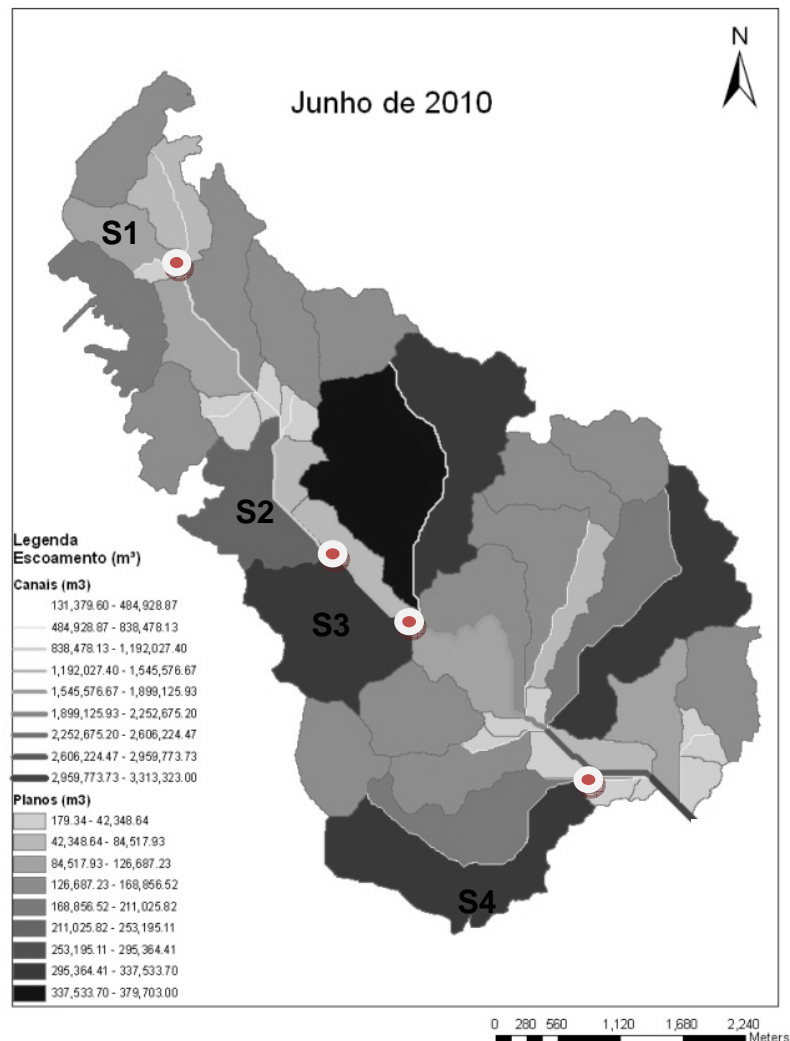 N
Junho de 2010
S1
S2
S3
S4
Legenda
Escoamento (m³)
Canais (m3)
131,379.60 - 484,928.87
484,928.87 - 838,478.13
838,478.13 - 1,192,027.40
1,192,027.40 - 1,545,576.67
1,545,576.67 - 1,899,125.93
1,899,125.93 - 2,252,675.20
2,252,675.20 - 2,606,224.47
2,606,224.47 - 2,959,773.73
2,959,773.73 - 3,313,323.00
Planos (m3)
179.34 - 42,348.64
42,348.64 - 84,517.93
84,517.93 - 126,687.23
126,687.23 - 168,856.52
168,856.52 - 211,025.82
211,025.82 - 253,195.11
253,195.11 - 295,364.41
295,364.41 - 337,533.70
337,533.70 - 379,703.00
0 280 560 1,120 1,680 2,240
Meters